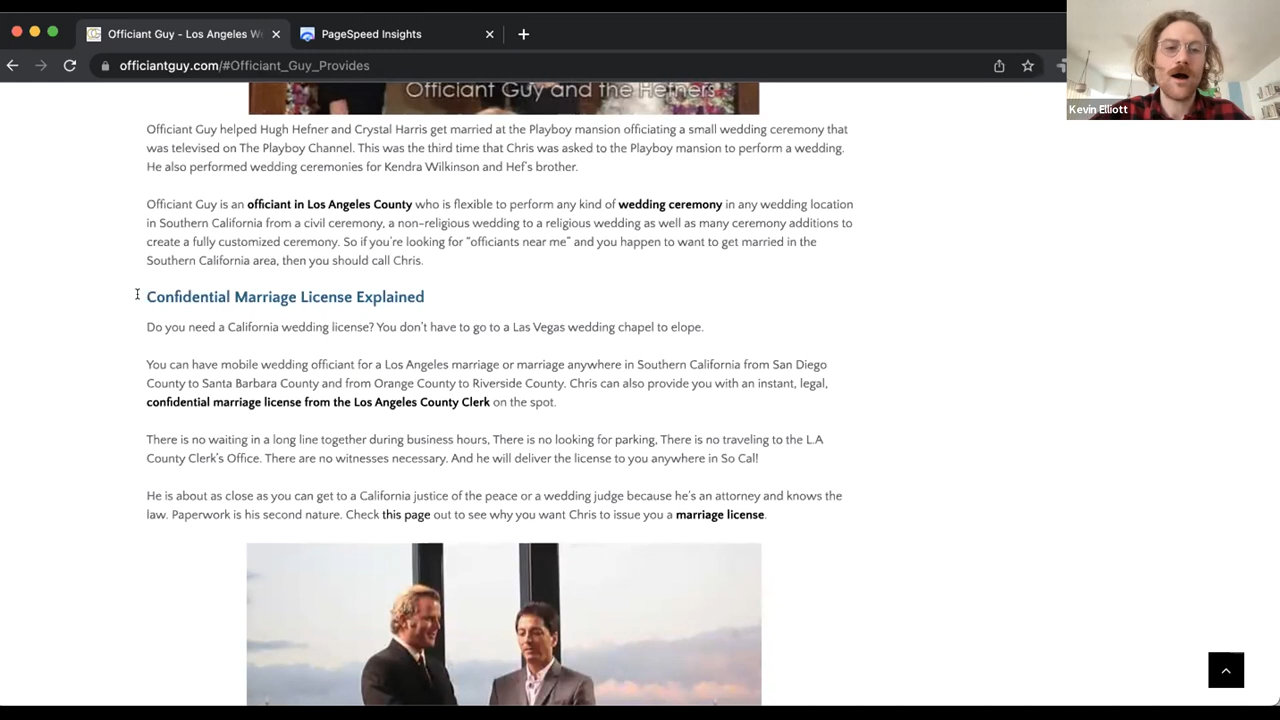 Officiant Guy - Los Angeles We
PageSpeed Insights
officiantguy.com/#Officiant_Guy_Provides
Kevin Elliott
Officiant Guy and the Hefners
Officiant Guy helped Hugh Hefner and Crystal Harris get married at the Playboy mansion officiating a small wedding ceremony that
was televised on The Playboy Channel. This was the third time that Chris was asked to the Playboy mansion to perform a wedding.
He also performed wedding ceremonies for Kendra Wilkinson and Hef's brother.
Officiant Guy is an officiant in Los Angeles County who is flexible to perform any kind of wedding ceremony in any wedding location
in Southern California from a civil ceremony, a non-religious wedding to a religious wedding as well as many ceremony additions to
create a fully customized ceremony. So if you're looking for "officiants near me" and you happen to want to get married in the
Southern California area, then you should call Chris.
Confidential Marriage License Explained
Do you need a California wedding license? You don't have to go to a Las Vegas wedding chapel to elope.
You can have mobile wedding officiant for a Los Angeles marriage or marriage anywhere in Southern California from San Diego
County to Santa Barbara County and from Orange County to Riverside County. Chris can also provide you with an instant, legal,
confidential marriage license from the Los Angeles County Clerk on the spot.
There is no waiting in a long line together during business hours, There is no looking for parking, There is no traveling to the L.A
County Clerk's Office. There are no witnesses necessary. And he will deliver the license to you anywhere in So Cal!
He is about as close as you can get to a California justice of the peace or a wedding judge because he's an attorney and knows the
law. Paperwork is his second nature. Check this page out to see why you want Chris to issue you a marriage license.